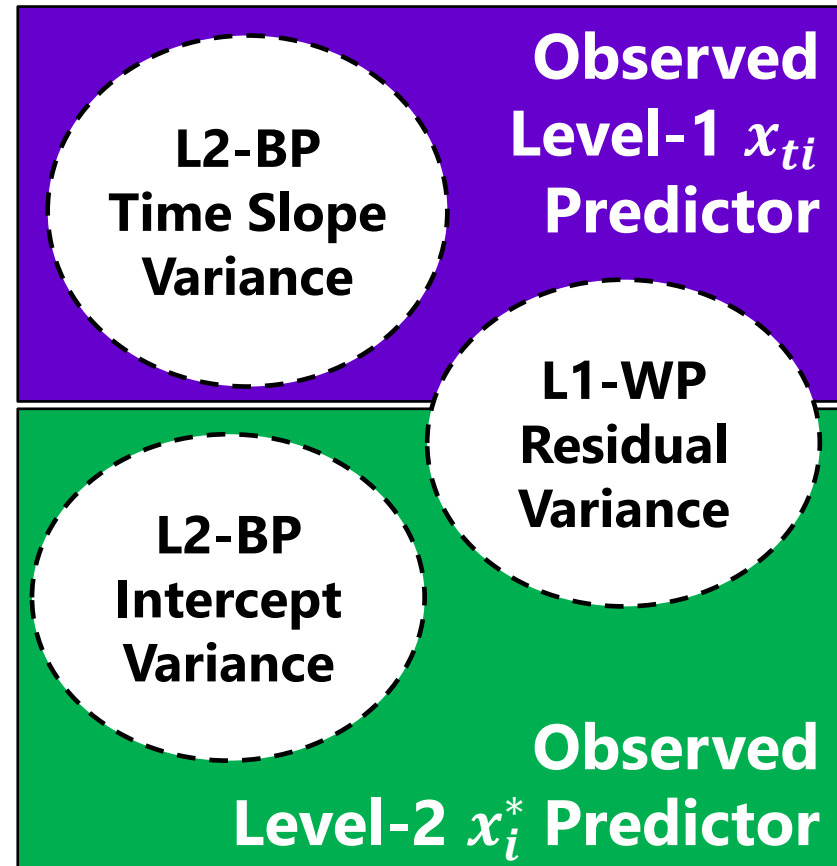 Observed
Level-1 xₜᵢ
Predictor
L2-BP
Time Slope
Variance
L1-WP
Residual
Variance
L2-BP
Intercept
Variance
Observed
Level-2 xᵢ* Predictor